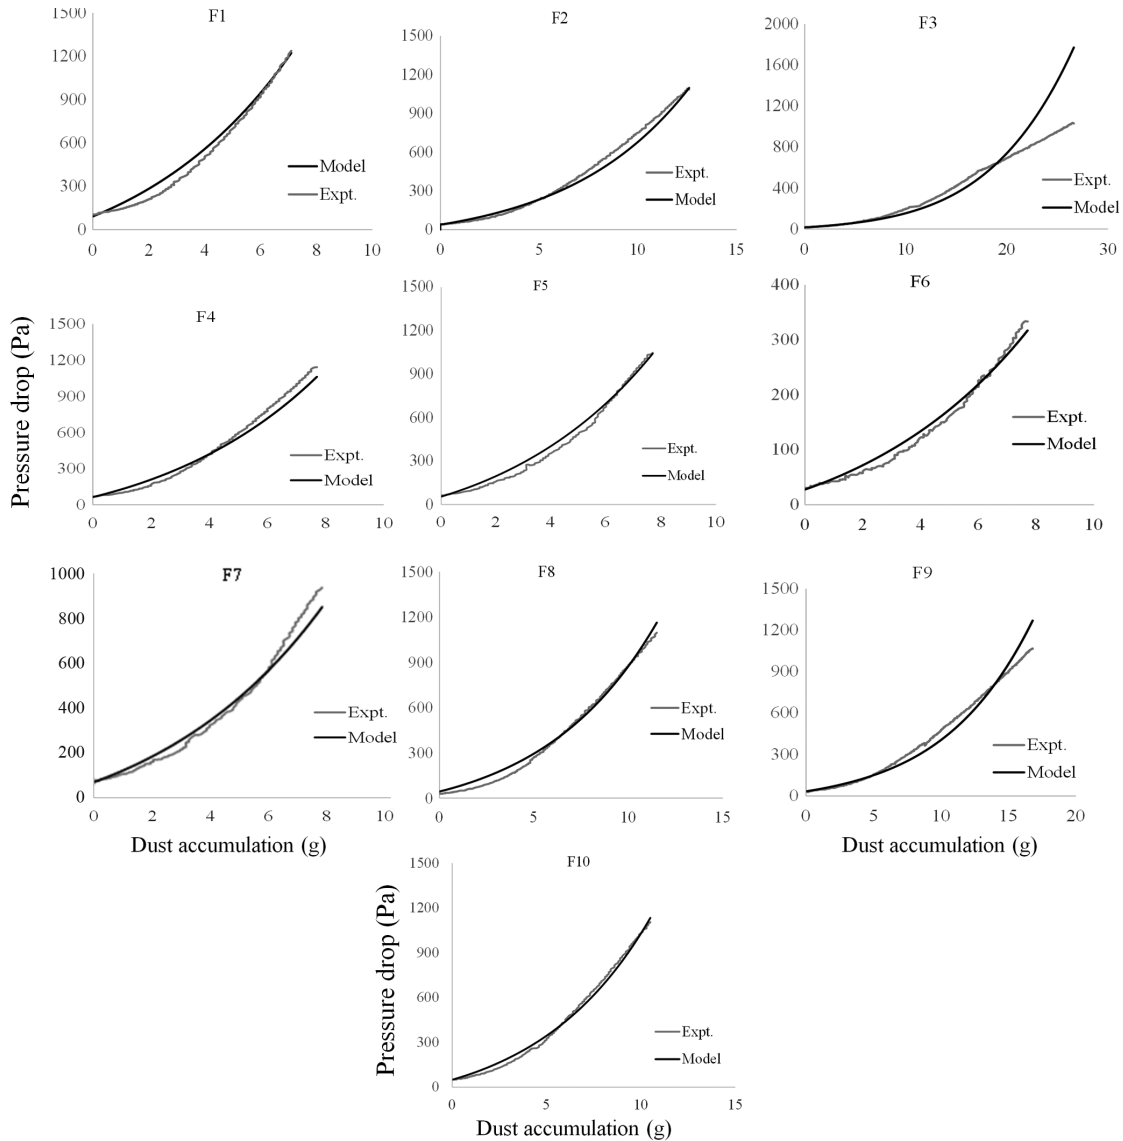 F1
1500
1200
900
600
300
0
0 2 4 6 8 10
Model
Expt.
F2
1500
1200
900
600
300
0
0 5 10 15
Expt.
Model
F3
2000
1600
1200
800
400
0
0 10 20 30
Expt.
Model
Pressure drop (Pa)
F4
1500
1200
900
600
300
0
0 2 4 6 8 10
Expt.
Model
F5
1500
1200
900
600
300
0
0 2 4 6 8 10
Expt.
Model
F6
400
300
200
100
0
0 2 4 6 8 10
Expt.
Model
F7
1000
800
600
400
200
0
0 2 4 6 8 10
Expt.
Model
Dust accumulation (g)
F8
1500
1200
900
600
300
0
0 5 10 15
Expt.
Model
F9
1500
1200
900
600
300
0
0 5 10 15 20
Expt.
Model
Dust accumulation (g)
F10
Pressure drop (Pa)
1500
1200
900
600
300
0
0 5 10 15
Expt.
Model
Dust accumulation (g)